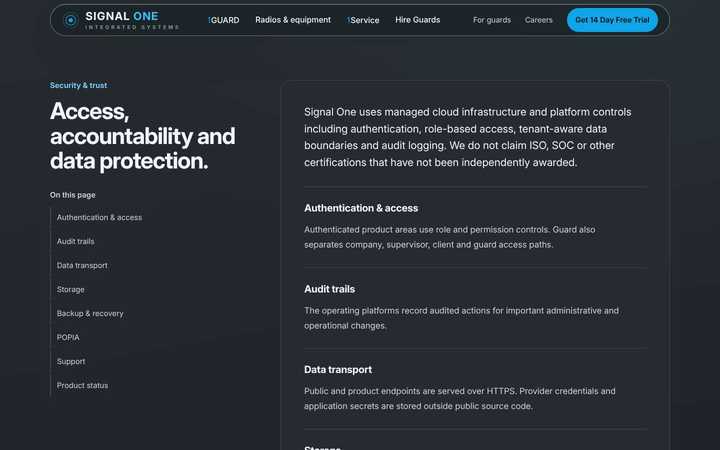 SIGNAL ONE
INTEGRATED SYSTEMS
1GUARD
Radios & equipment
1Service
Hire Guards
For guards
Careers
Get 14 Day Free Trial
Security & trust
Access,
accountability and
data protection.
On this page
Authentication & access
Audit trails
Data transport
Storage
Backup & recovery
POPIA
Support
Product status
Signal One uses managed cloud infrastructure and platform controls
including authentication, role-based access, tenant-aware data
boundaries and audit logging. We do not claim ISO, SOC or other
certifications that have not been independently awarded.
Authentication & access
Authenticated product areas use role and permission controls. Guard also
separates company, supervisor, client and guard access paths.
Audit trails
The operating platforms record audited actions for important administrative and
operational changes.
Data transport
Public and product endpoints are served over HTTPS. Provider credentials and
application secrets are stored outside public source code.
Storage